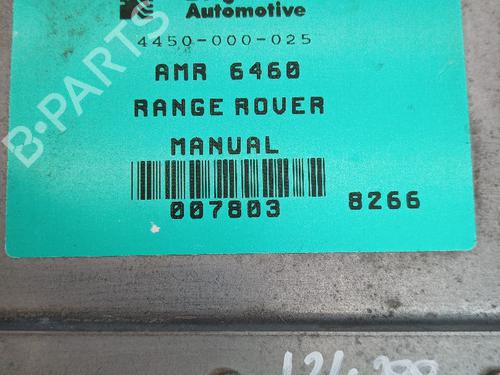 Automotive
4450-000-025
AMR 6460
RANGE ROVER
MANUAL
007803 8266
B-PARTS